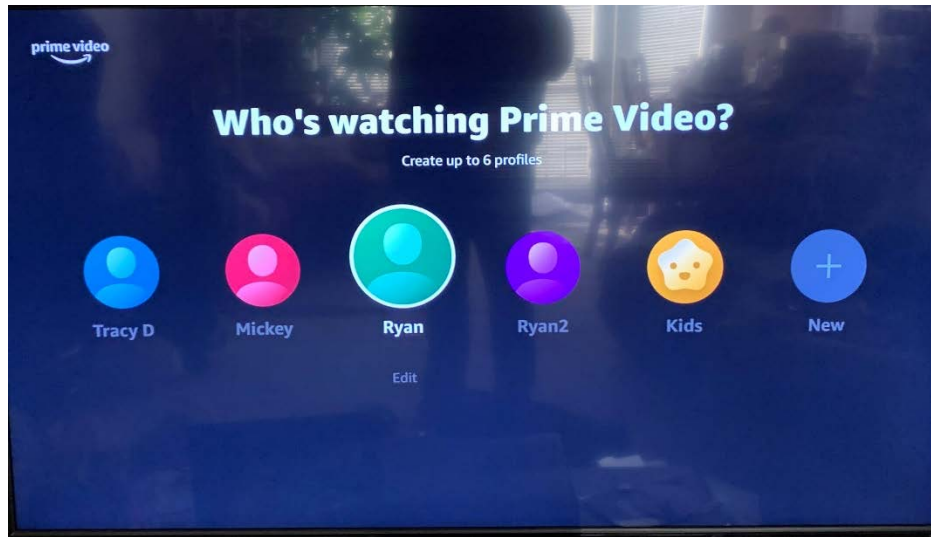 prime video
Who's watching Prime Video?
Create up to 6 profiles
Tracy D
Mickey
Ryan
Ryan2
Kids
New
Edit